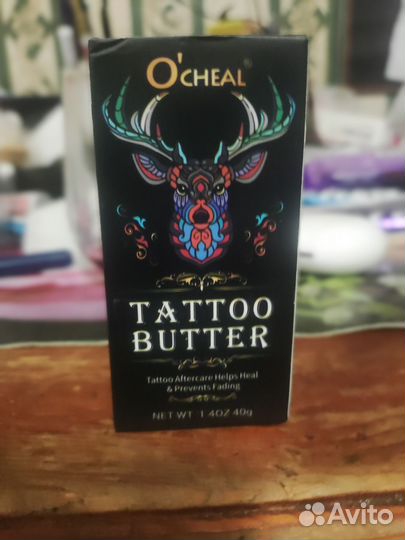 O'CHEAL®
TATTOO
BUTTER
Tattoo Aftercare Helps Heal
& Prevents Fading
NET WT 1.4OZ 40g
Avito